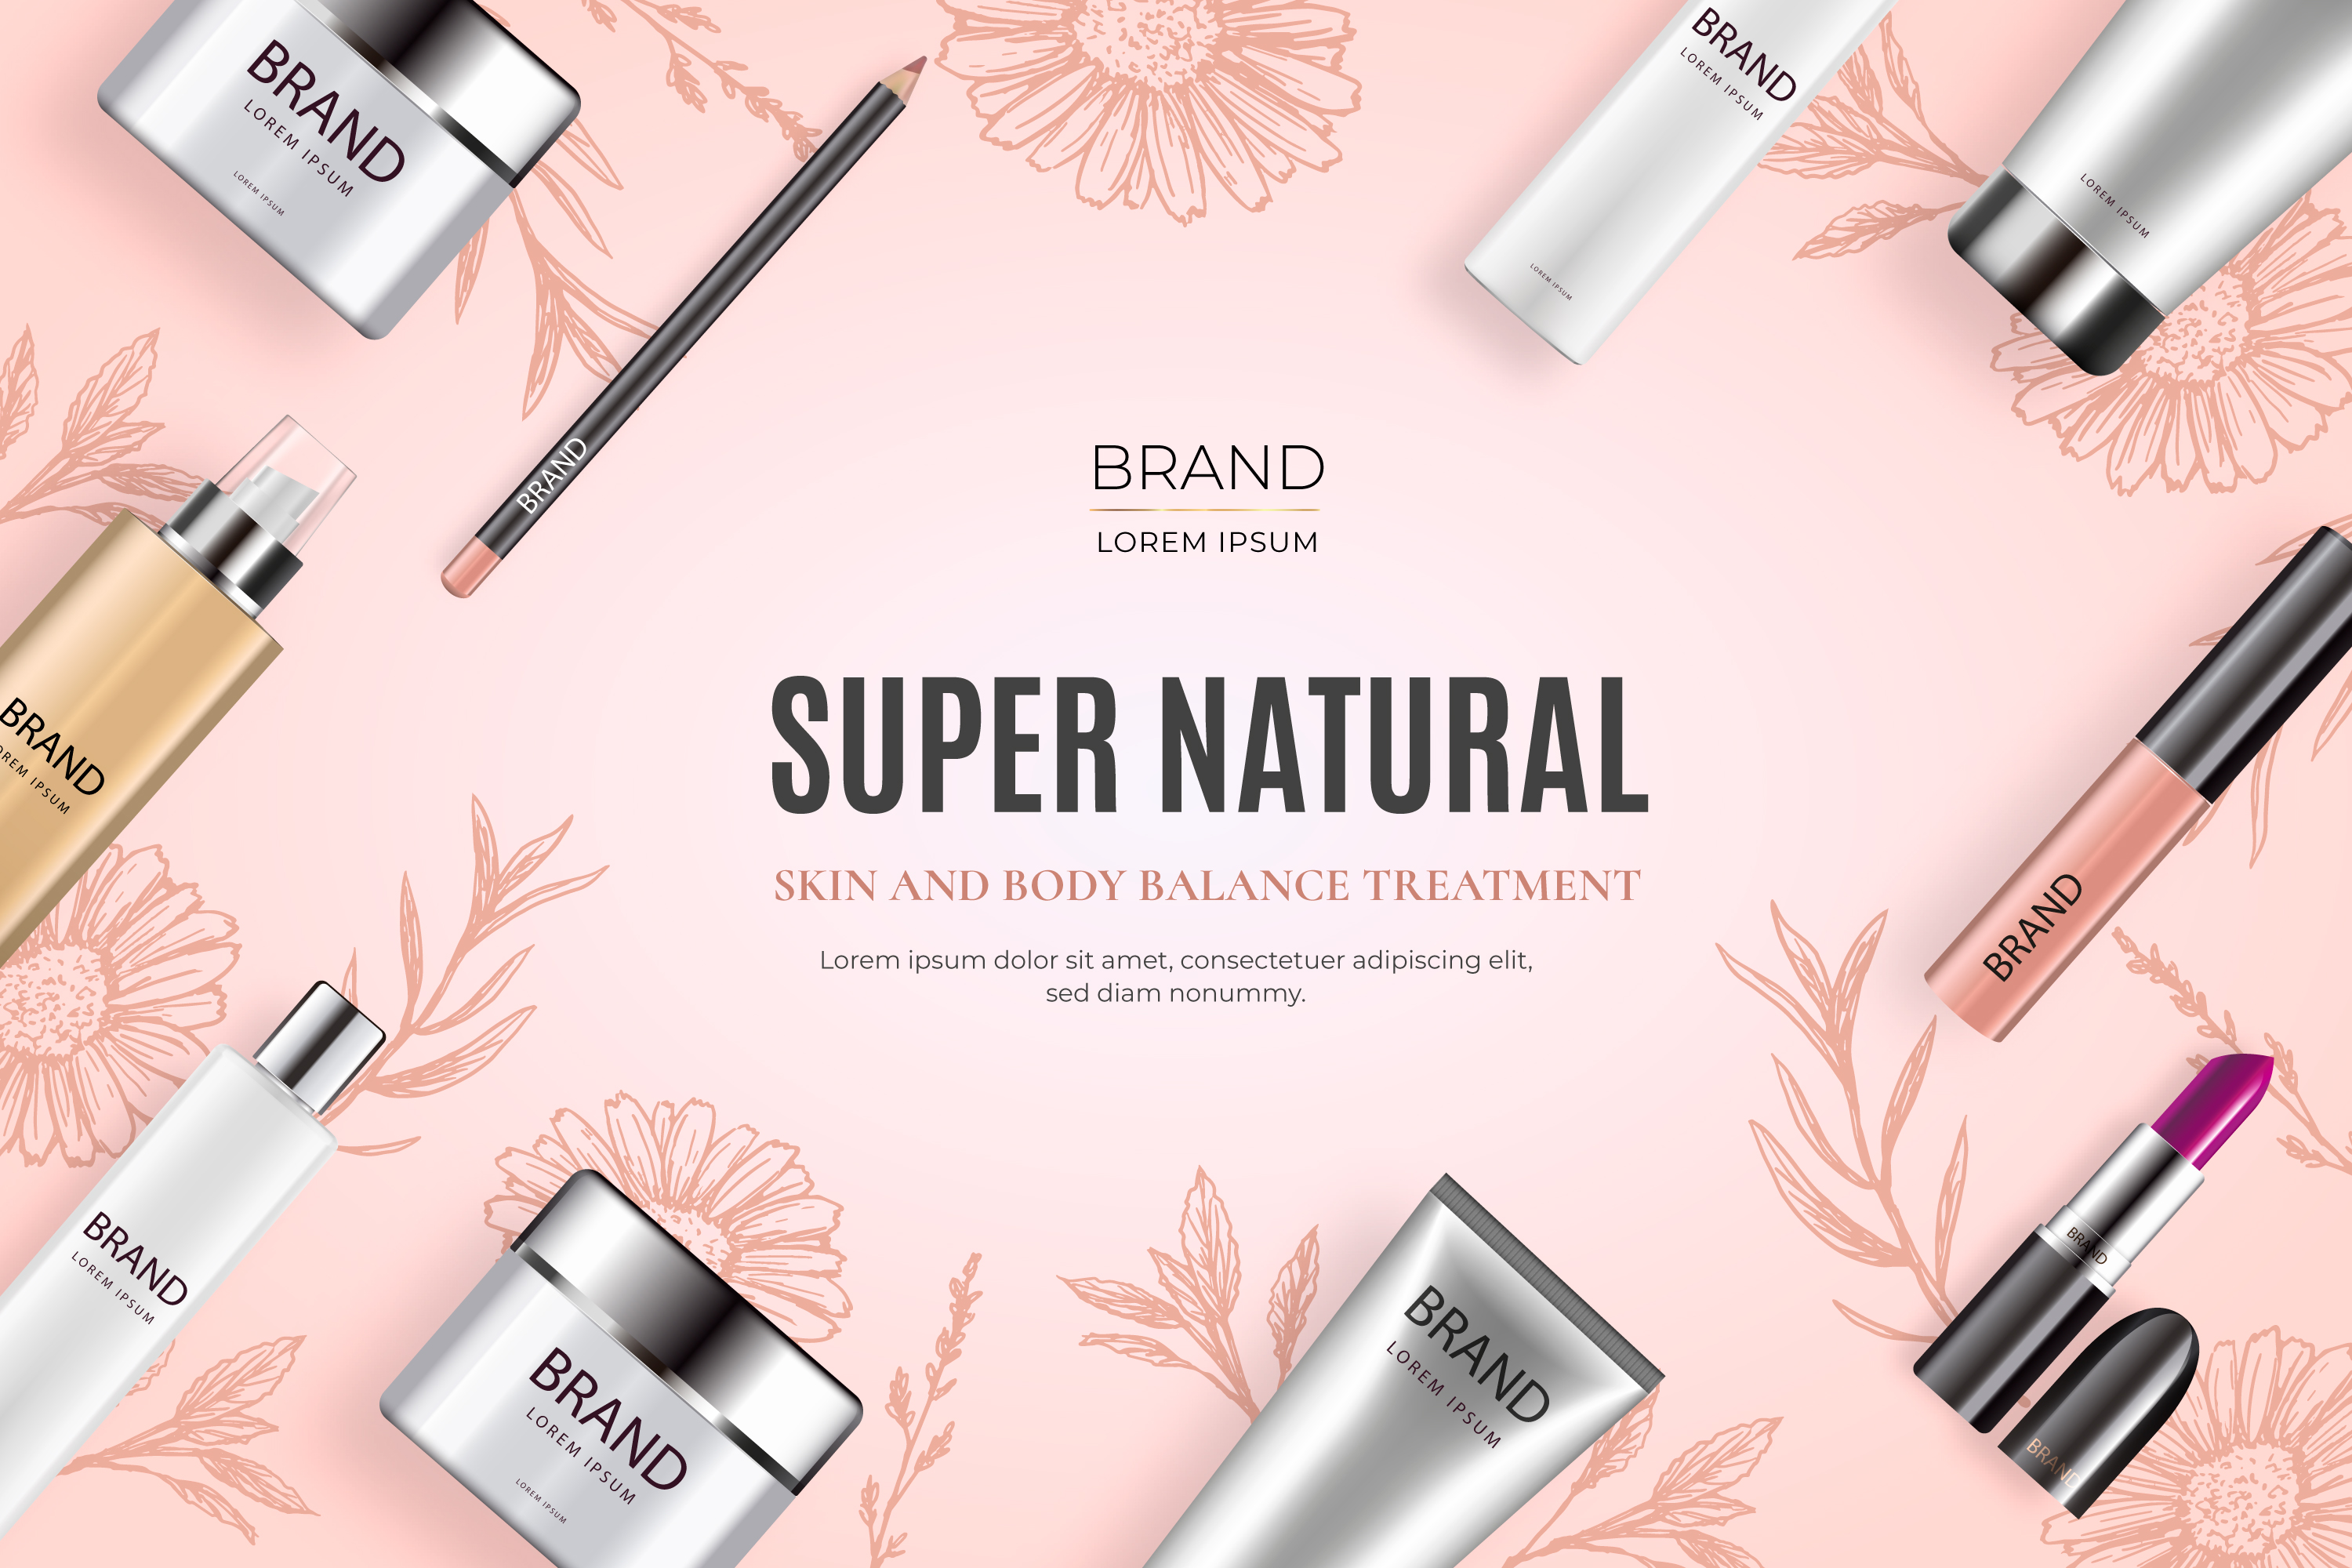 BRAND
LOREM IPSUM
LOREM IPSUM
BRAND
BRAND
LOREM IPSUM
LOREM IPSUM
LOREM IPSUM
BRAND
LOREM IPSUM
SUPER NATURAL
SKIN AND BODY BALANCE TREATMENT
Lorem ipsum dolor sit amet, consectetuer adipiscing elit,
sed diam nonummy.
BRAND
OREM IPSUM
BRAND
BRAND
LOREM IPSUM
BRAND
LOREM IPSUM
LOREM IPSUM
BRAND
LOREM IPSUM
BRAND
BRAND